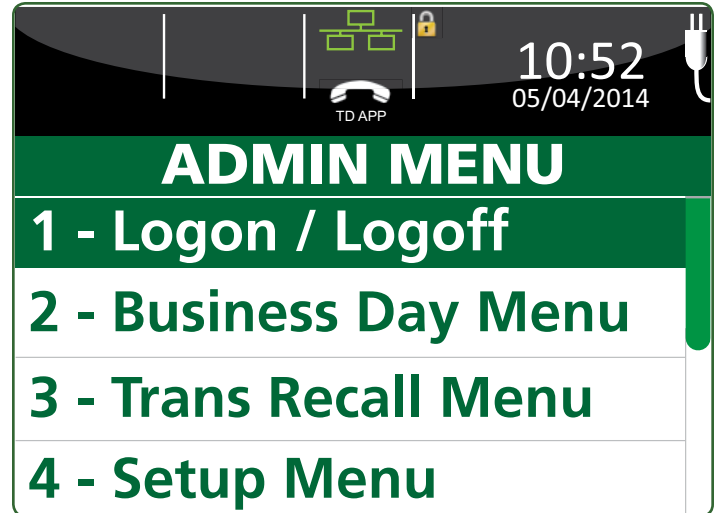 10:52
05/04/2014
TD APP
ADMIN MENU
1 - Logon / Logoff
2 - Business Day Menu
3 - Trans Recall Menu
4 - Setup Menu